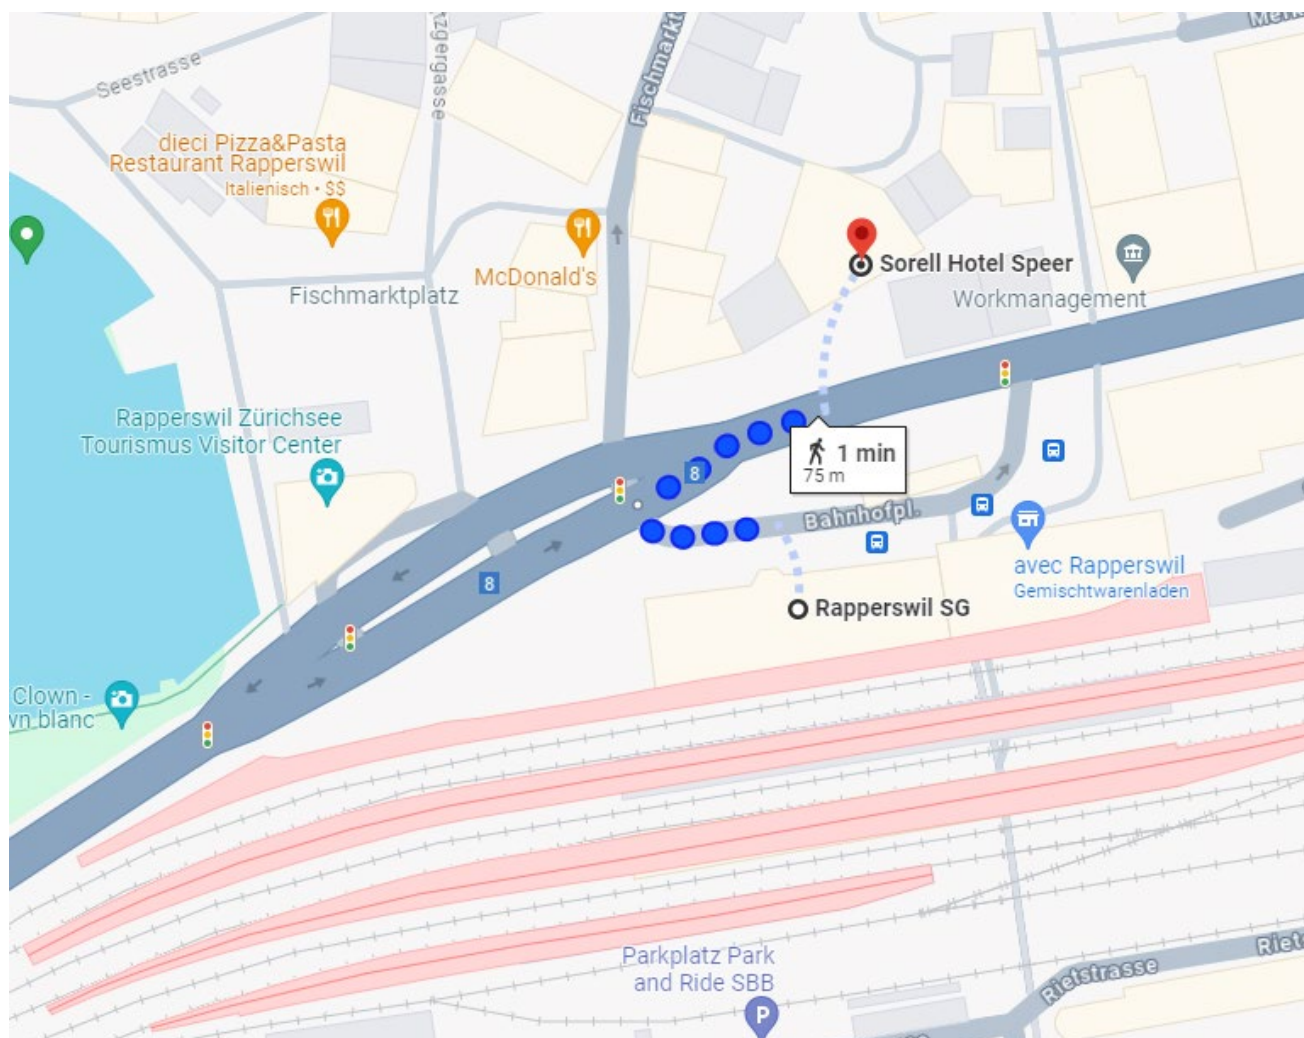 Seestrasse
Fischmarkt
dieci Pizza&Pasta
Restaurant Rapperswil
Italienisch • $$
McDonald's
Sorell Hotel Speer
Workmanagement
Fischmarktplatz
Rapperswil Zürichsee
Tourismus Visitor Center
1 min
75 m
8
Bahnhofpl.
8
avec Rapperswil
Gemischtwarenladen
Rapperswil SG
Clown -
wn blanc
Parkplatz Park
and Ride SBB
P
Rietstrasse